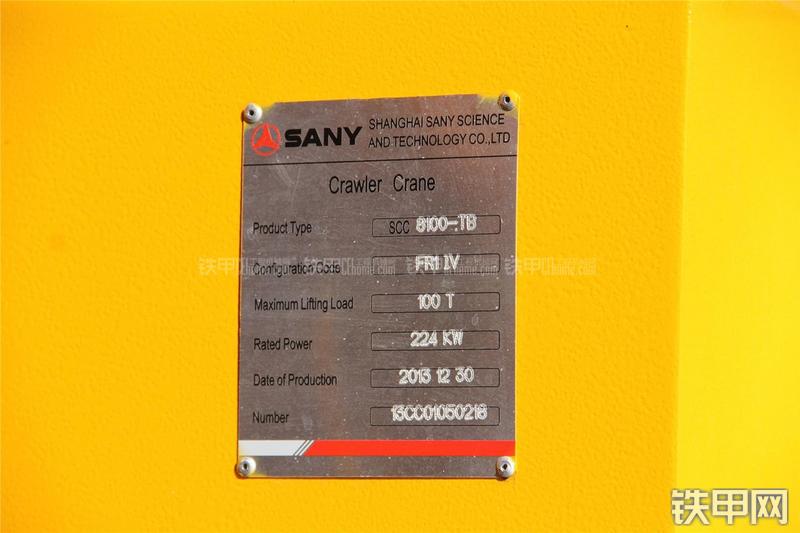 SANY SHANGHAI SANY SCIENCE
AND TECHNOLOGY CO.,LTD
Crawler Crane
Product Type SCC 8100-TB
Configuration Code FR1 IV
Maximum Lifting Load 100 T
Rated Power 224 KW
Date of Production 2013 12 30
Number 13CC01050218
铁甲网